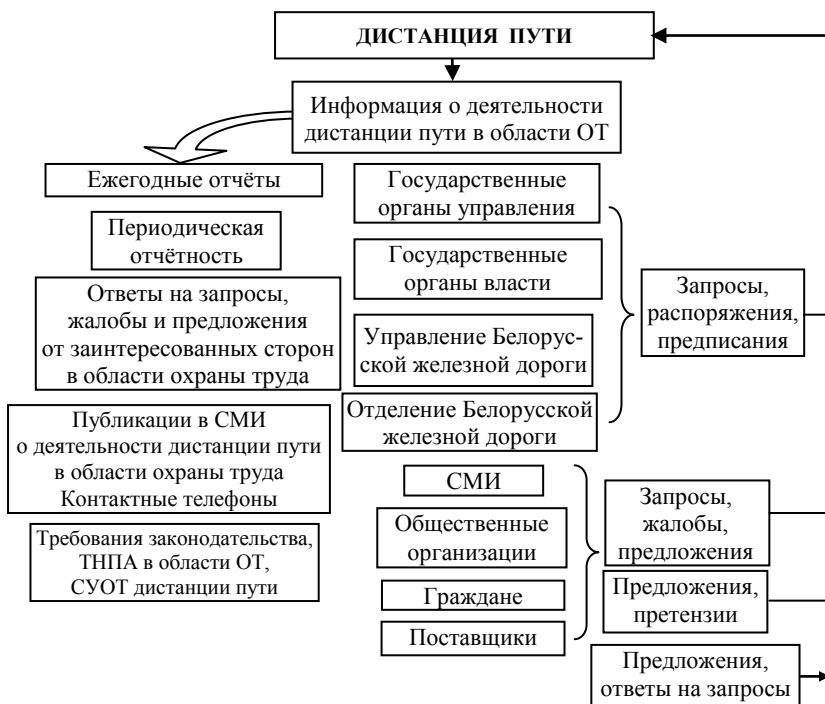 ДИСТАНЦИЯ ПУТИ
Информация о деятельности
дистанции пути в области ОТ
Ежегодные отчёты
Периодическая
отчётность
Ответы на запросы,
жалобы и предложения
от заинтересованных сторон
в области охраны труда
Публикации в СМИ
о деятельности дистанции пути
в области охраны труда
Контактные телефоны
Требования законодательства,
ТНПА в области ОТ,
СУОТ дистанции пути
Государственные
органы управления
Государственные
органы власти
Управление Белорус-
ской железной дороги
Отделение Белорусской
железной дороги
СМИ
Общественные
организации
Граждане
Поставщики
Запросы,
распоряжения,
предписания
Запросы,
жалобы,
предложения
Предложения,
претензии
Предложения,
ответы на запросы